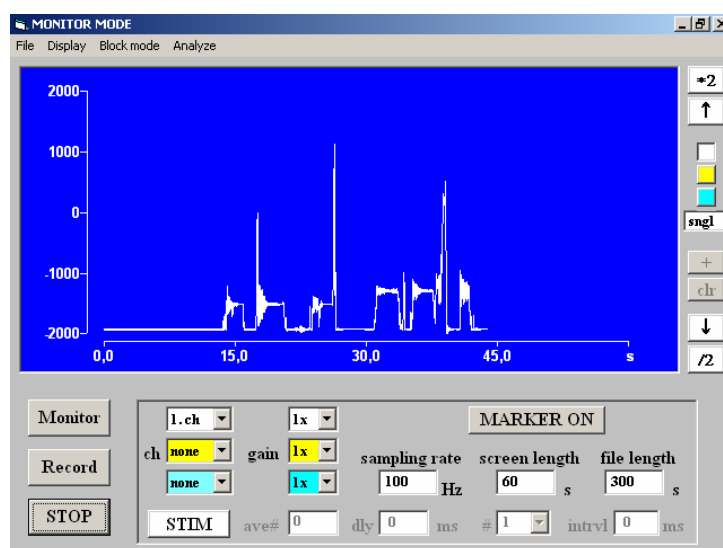 MONITOR MODE
File Display Block mode Analyze
2000
1000
0
-1000
-2000
0,0 15,0 30,0 45,0 s
*2
↑
sngl
+
clr
↓
/2
Monitor
Record
STOP
1.ch 1x
ch none gain 1x
none 1x
MARKER ON
sampling rate screen length file length
100 Hz 60 s 300 s
STIM ave# 0 dly 0 ms # 1 intrvl 0 ms